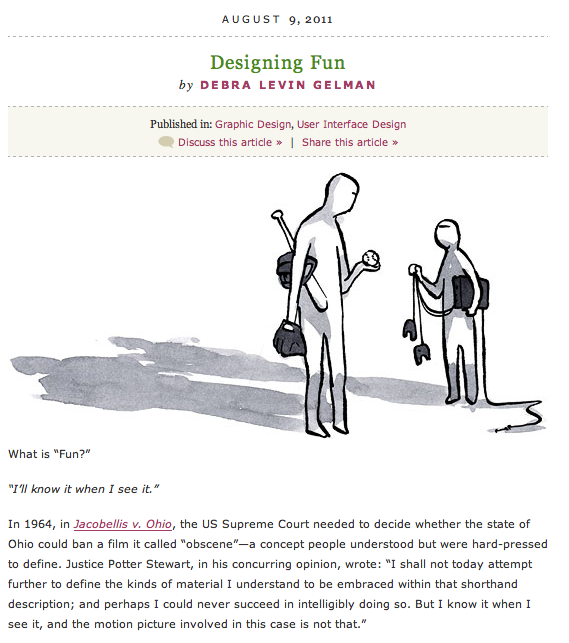 AUGUST 9, 2011
Designing Fun
by DEBRA LEVIN GELMAN
Published in: Graphic Design, User Interface Design
Discuss this article » | Share this article »
What is “Fun?”
“I’ll know it when I see it.”
In 1964, in Jacobellis v. Ohio, the US Supreme Court needed to decide whether the state of
Ohio could ban a film it called “obscene”—a concept people understood but were hard-pressed
to define. Justice Potter Stewart, in his concurring opinion, wrote: “I shall not today attempt
further to define the kinds of material I understand to be embraced within that shorthand
description; and perhaps I could never succeed in intelligibly doing so. But I know it when I
see it, and the motion picture involved in this case is not that.”